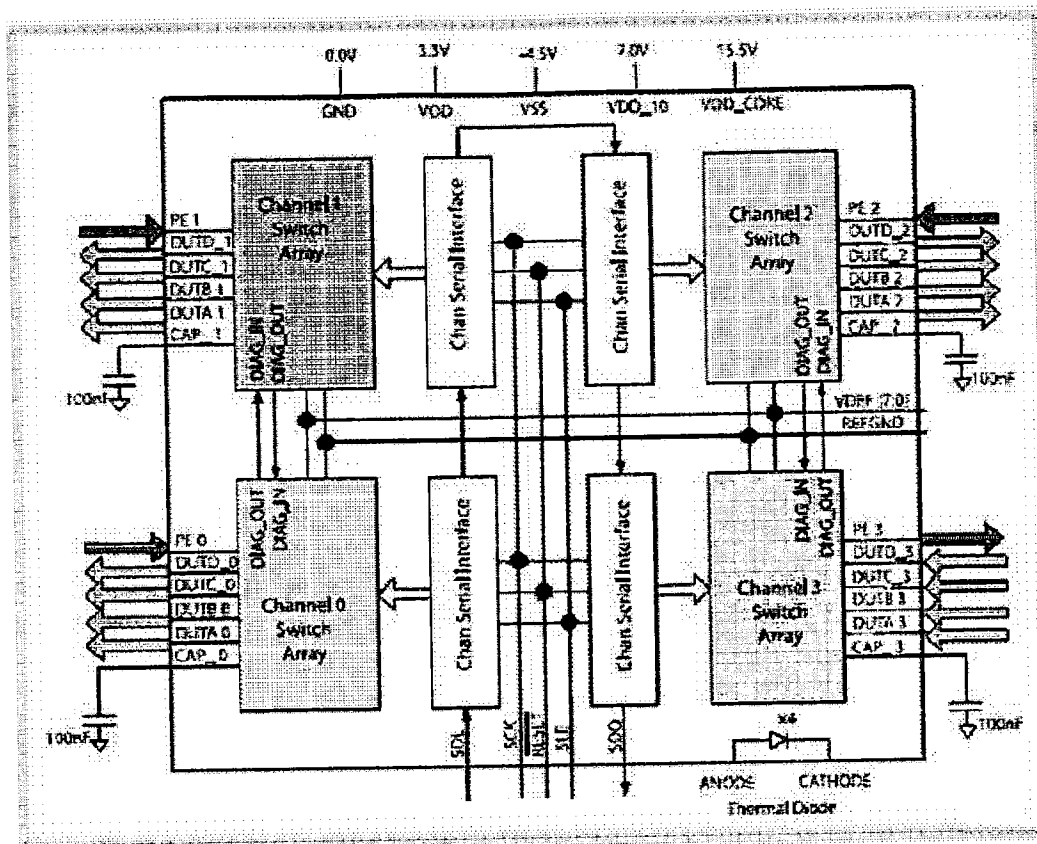 0.0V 3.3V 7.0V 15.5V
GND VDD VSS VDD_10 VDD_CORE
Channel 1
Switch
Array
DIAG_IN
DIAG_OUT
Chan Serial Interface
Chan Serial Interface
Channel 2
Switch
Array
DIAG_OUT
DIAG_IN
PE 1
DUTD_1
DUTC_1
DUTB 1
DUTA 1
CAP_1
100nF
PE 2
DUTD_2
DUTC_2
DUTB 2
DUTA 2
CAP_2
100nF
REFGND
PE 0
DUTD_0
DUTC_0
DUTA 0
CAP_0
100nF
DIAG_OUT
DIAG_IN
Channel 0
Switch
Array
Chan Serial Interface
Chan Serial Interface
DIAG_IN
DIAG_OUT
Channel 3
Switch
Array
PE 3
DUTD_3
DUTC_3
DUTB 3
DUTA 3
CAP_3
100nF
SDI
SCK
RESET
SDO
x4
ANODE CATHODE
Thermal Diode